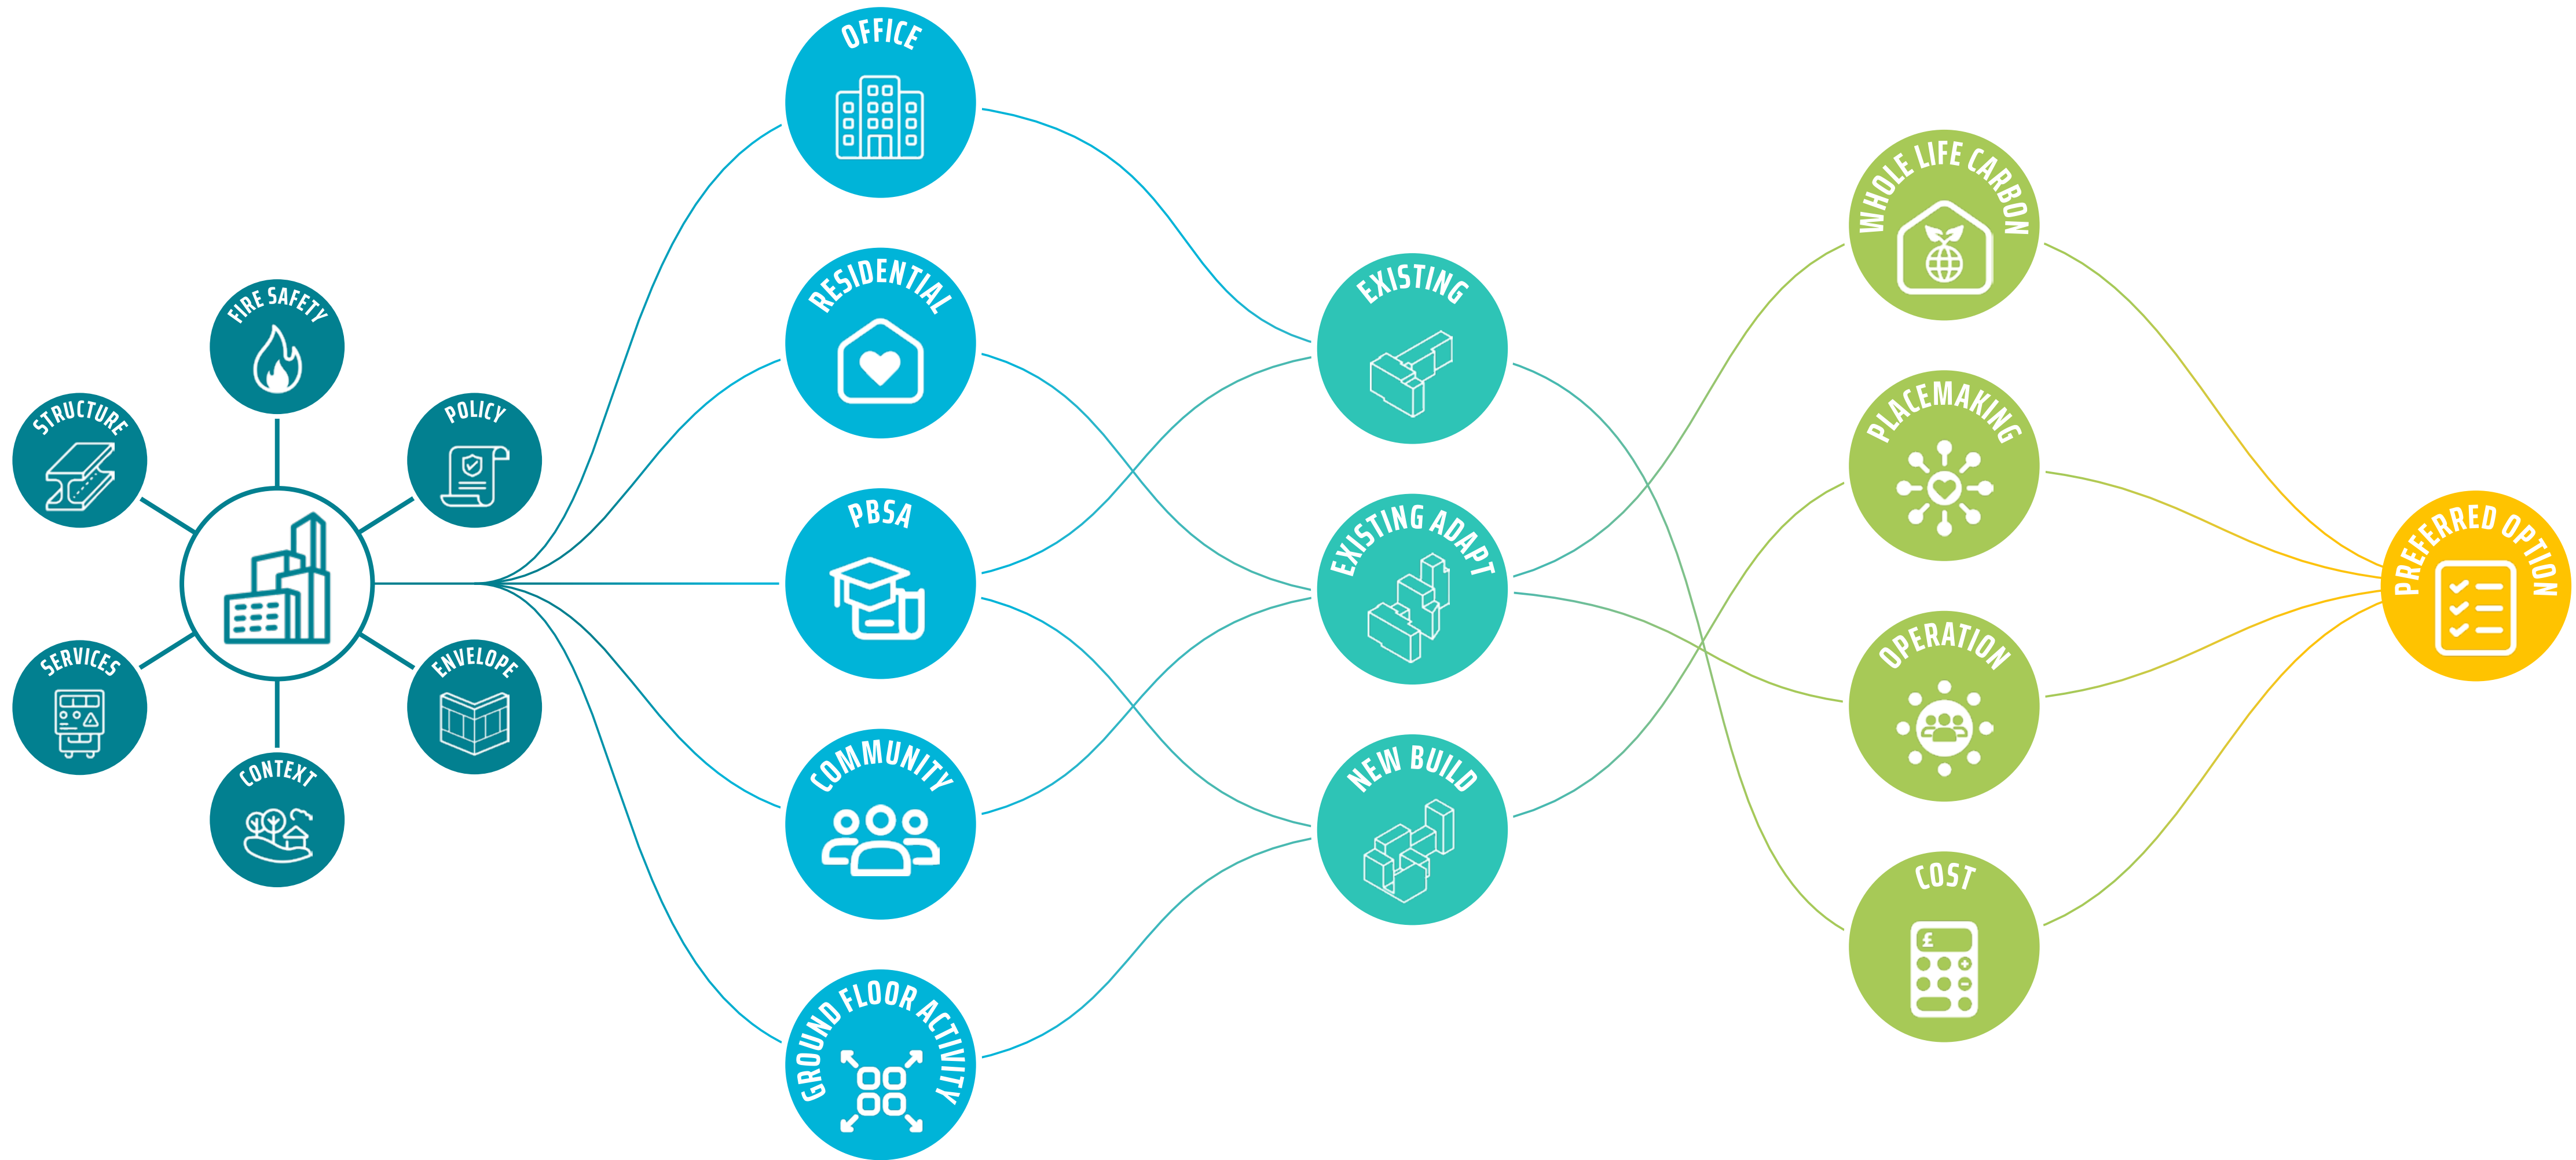 FIRE SAFETY
STRUCTURE
POLICY
SERVICES
ENVELOPE
CONTEXT
OFFICE
RESIDENTIAL
PBSA
COMMUNITY
GROUND FLOOR ACTIVITY
EXISTING
EXISTING ADAPT
NEW BUILD
WHOLE LIFE CARBON
PLACEMAKING
OPERATION
COST
£
PREFERRED OPTION